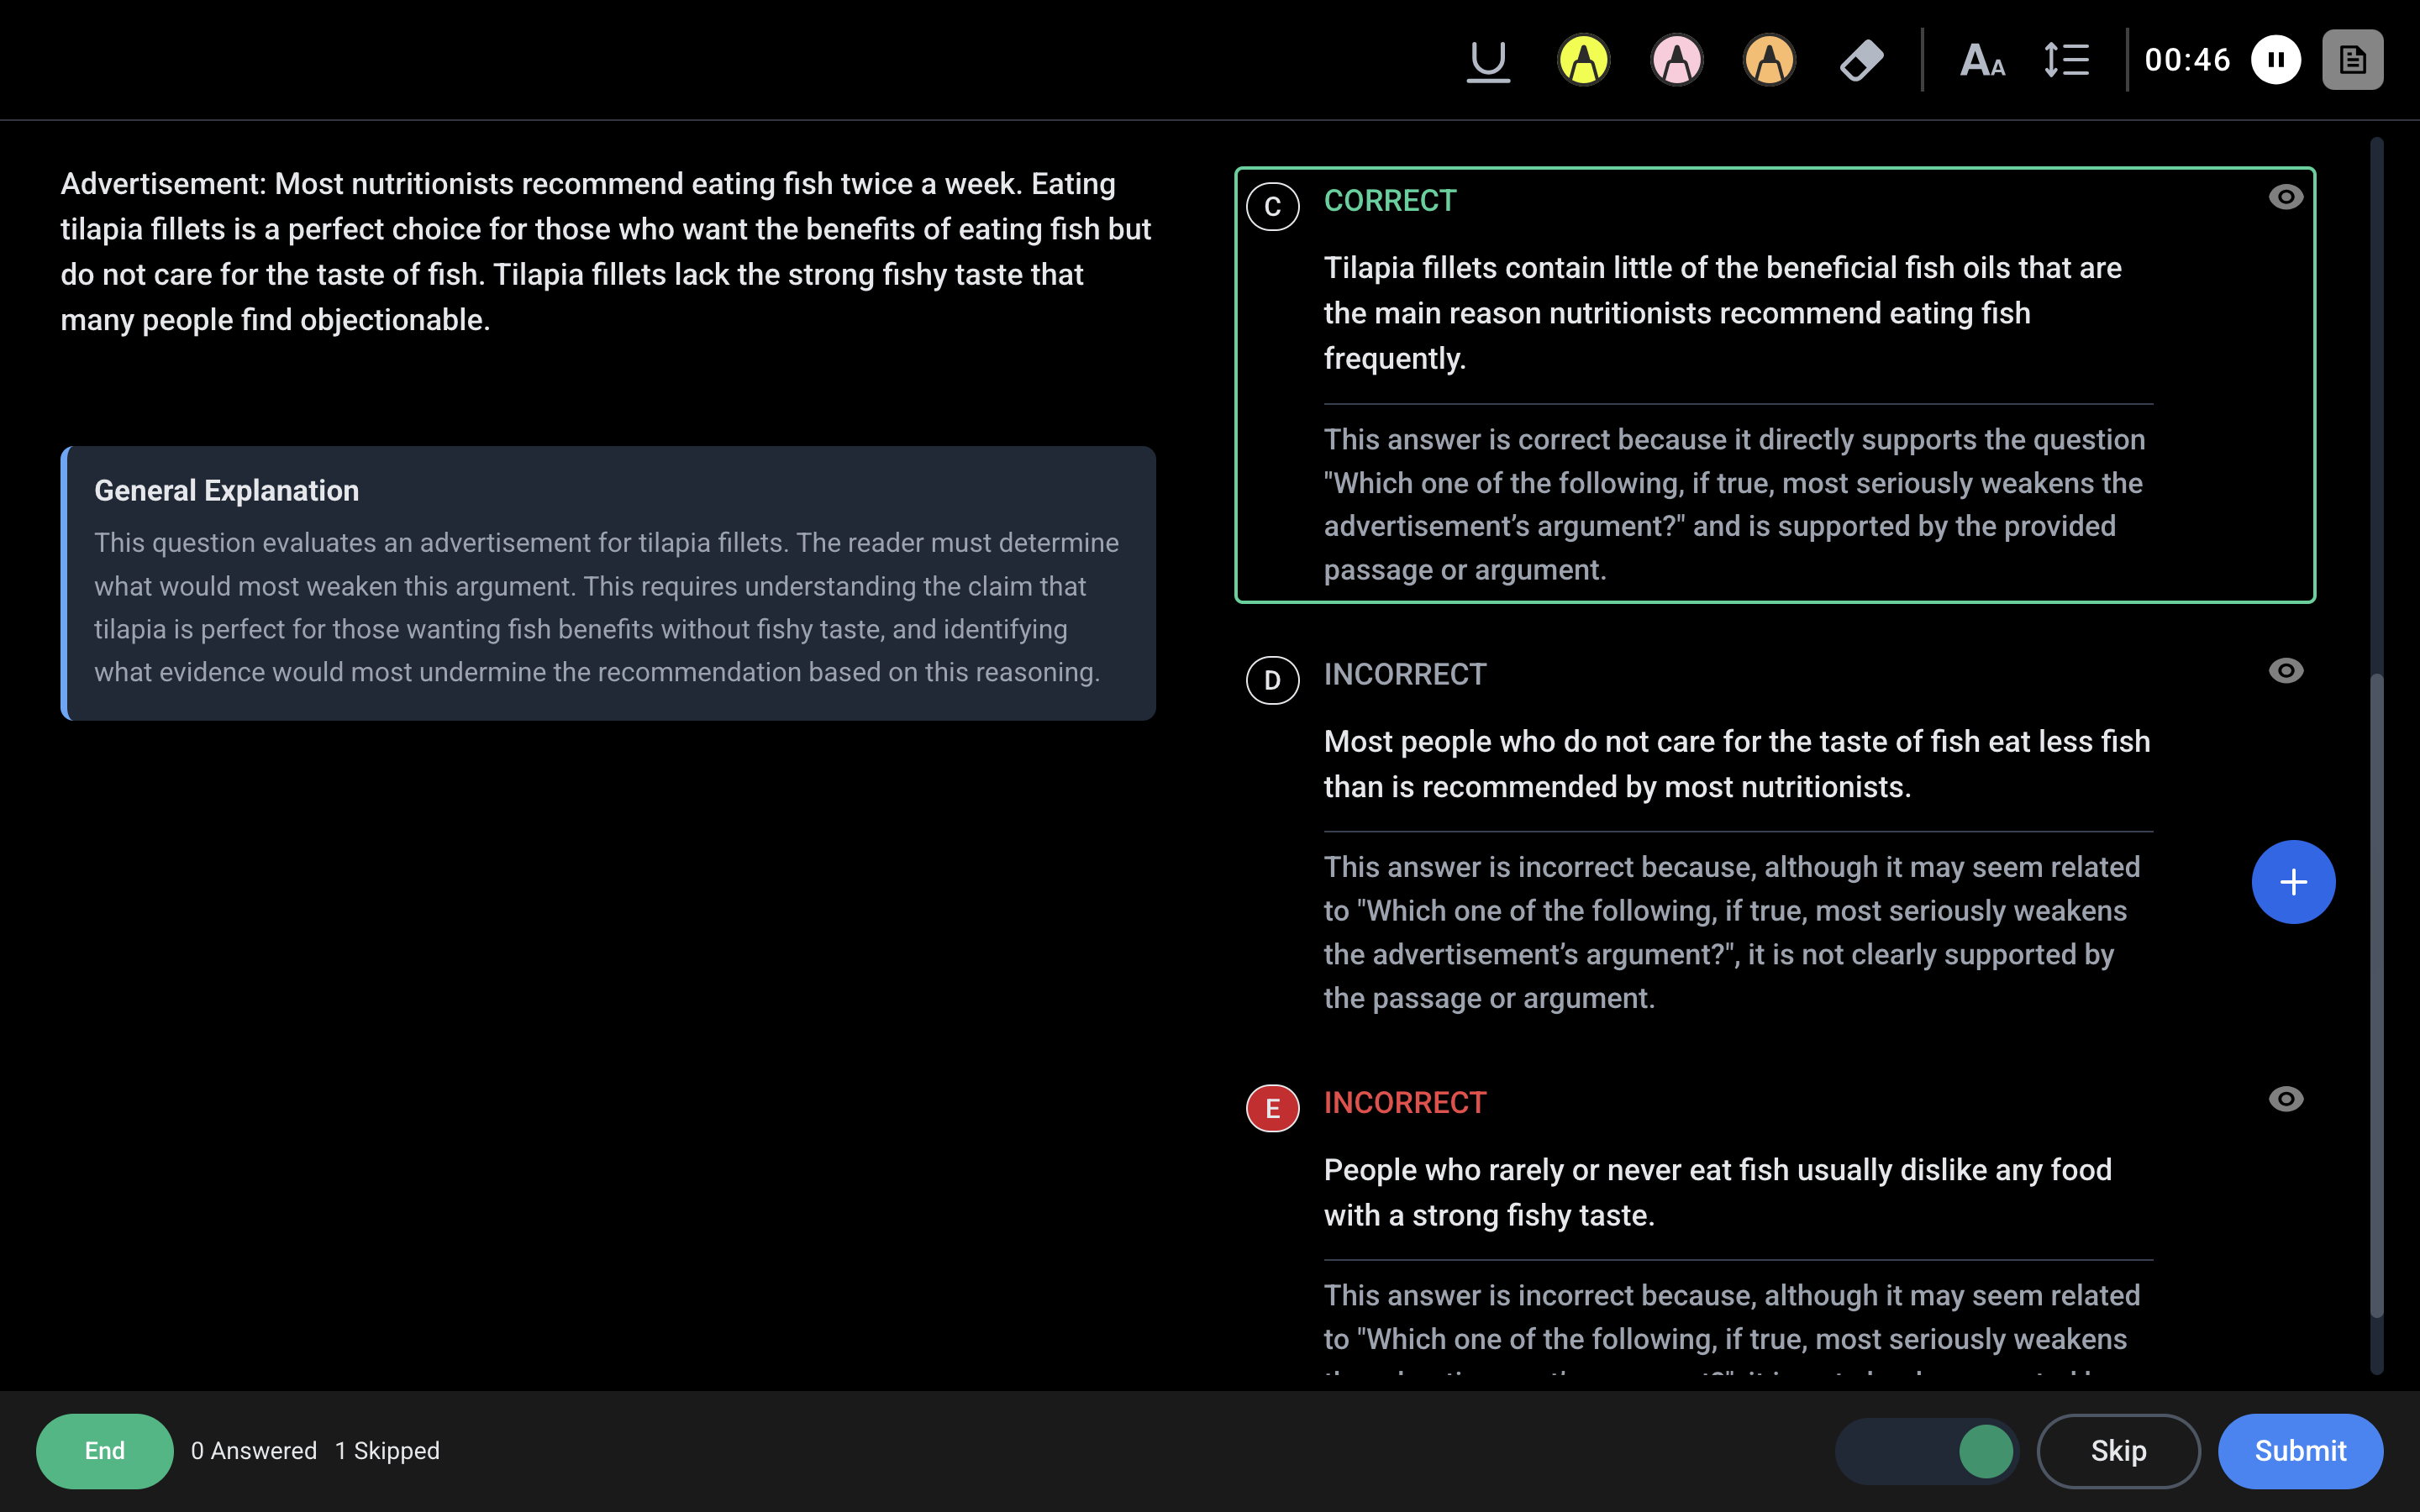 00:46
Advertisement: Most nutritionists recommend eating fish twice a week. Eating
tilapia fillets is a perfect choice for those who want the benefits of eating fish but
do not care for the taste of fish. Tilapia fillets lack the strong fishy taste that
many people find objectionable.
General Explanation
This question evaluates an advertisement for tilapia fillets. The reader must determine
what would most weaken this argument. This requires understanding the claim that
tilapia is perfect for those wanting fish benefits without fishy taste, and identifying
what evidence would most undermine the recommendation based on this reasoning.
C CORRECT
Tilapia fillets contain little of the beneficial fish oils that are
the main reason nutritionists recommend eating fish
frequently.
This answer is correct because it directly supports the question
"Which one of the following, if true, most seriously weakens the
advertisement’s argument?" and is supported by the provided
passage or argument.
D INCORRECT
Most people who do not care for the taste of fish eat less fish
than is recommended by most nutritionists.
This answer is incorrect because, although it may seem related
to "Which one of the following, if true, most seriously weakens
the advertisement’s argument?", it is not clearly supported by
the passage or argument.
E INCORRECT
People who rarely or never eat fish usually dislike any food
with a strong fishy taste.
This answer is incorrect because, although it may seem related
to "Which one of the following, if true, most seriously weakens
End 0 Answered 1 Skipped
Skip Submit